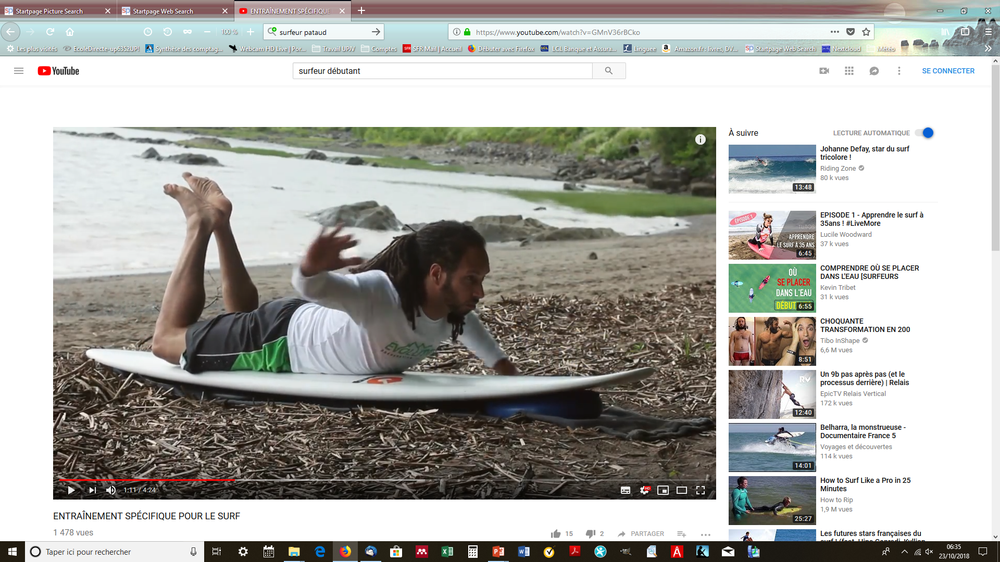 Startpage Picture Search
Startpage Web Search
ENTRAÎNEMENT SPÉCIFIQUE
100 %
surfeur pataud
https://www.youtube.com/watch?v=GMnV36rBCko
Les plus visités
EcoleDirecte-up6352UP!
Synthèse des comptag...
Webcam HD Live | Por...
Travail UPJV
Comptes
SFR Mail | Accueil
Débuter avec Firefox
LCL Banque et Assura...
Linguee
Amazon.fr : livres, DV...
Startpage Web Search
Nextcloud
Météo
YouTube
surfeur débutant
SE CONNECTER
ÉVOLUTION
1:11 / 4:24
HD
ENTRAÎNEMENT SPÉCIFIQUE POUR LE SURF
1 478 vues
15
2
PARTAGER
À suivre
LECTURE AUTOMATIQUE
13:48
Johanne Defay, star du surf
tricolore !
Riding Zone
80 k vues
ÉPISODE 1
TUTOS
APPRENDRE
LE SURF À 35 ANS
6:45
EPISODE 1 - Apprendre le surf à
35ans ! #LiveMore
Lucile Woodward
37 k vues
OÙ
SE PLACER
DANS L'EAU
6:55
COMPRENDRE OÙ SE PLACER
DANS L'EAU [SURFEURS
Kevin Tribet
31 k vues
8:51
CHOQUANTE
TRANSFORMATION EN 200
Tibo InShape
6,6 M vues
RV
12:40
Un 9b pas après pas (et le
processus derrière) | Relais
EpicTV Relais Vertical
172 k vues
14:01
Belharra, la monstrueuse -
Documentaire France 5
Voyages et découvertes
114 k vues
25:27
How to Surf Like a Pro in 25
Minutes
How to Rip
1,9 M vues
Les futures stars françaises du
Taper ici pour rechercher
06:35
23/10/2018